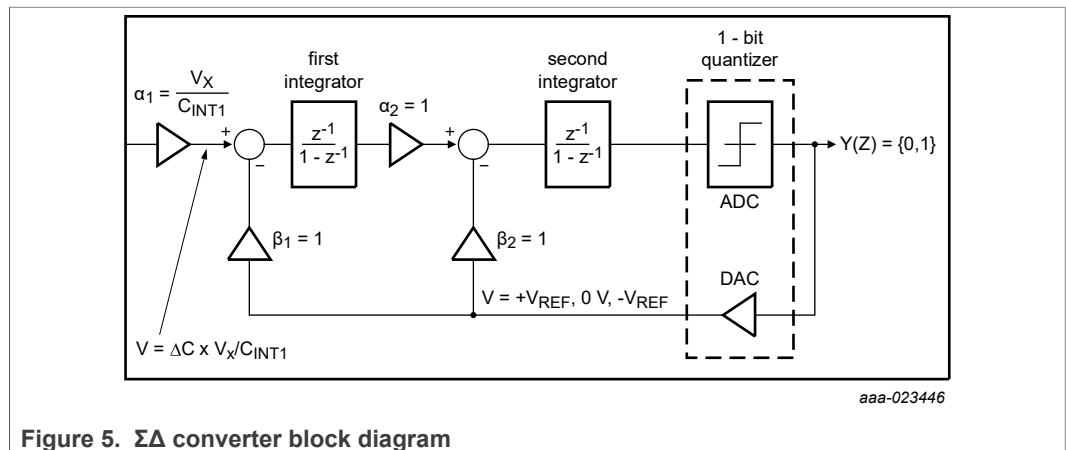 1 - bit
quantizer
first
integrator
second
integrator
α1 = VX
CINT1
α2 = 1
+
−
z-1
1 - z-1
+
−
z-1
1 - z-1
Y(Z) = {0,1}
ADC
β1 = 1
β2 = 1
DAC
V = +VREF, 0 V, -VREF
V = ΔC x Vx/CINT1
aaa-023446
Figure 5. ΣΔ converter block diagram